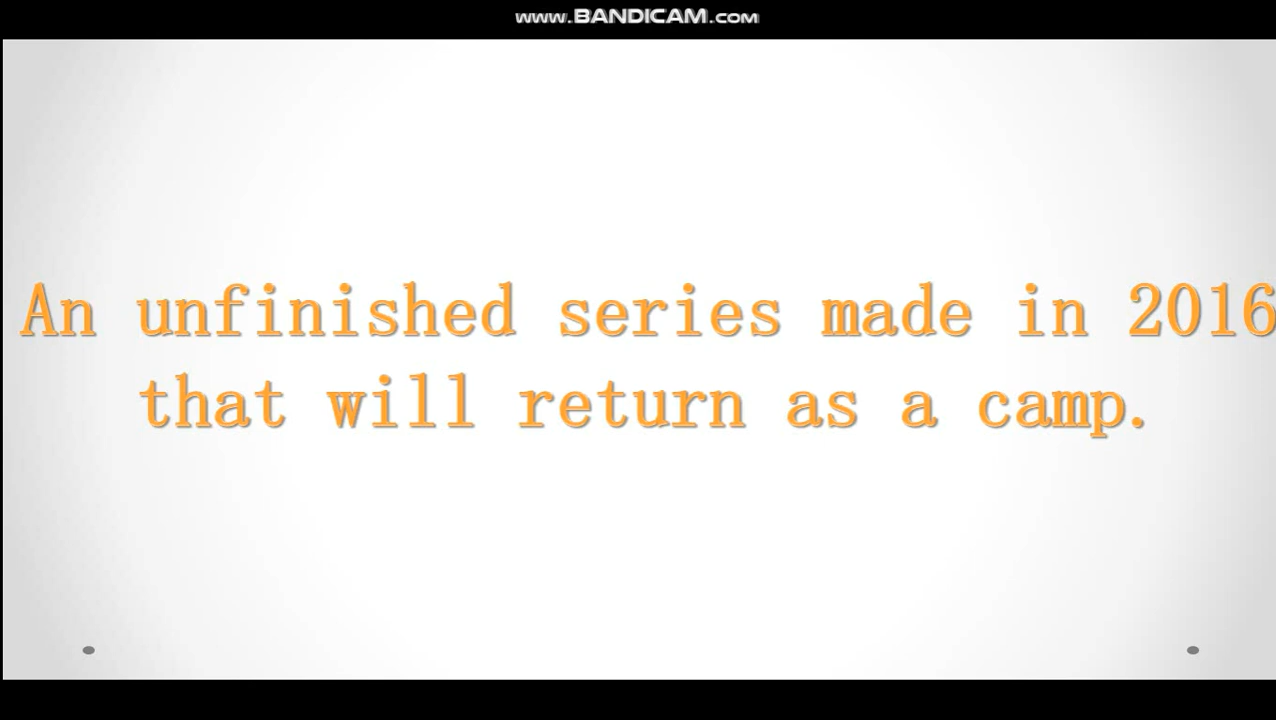 www.BANDICAM.com
An unfinished series made in 2016
that will return as a camp.